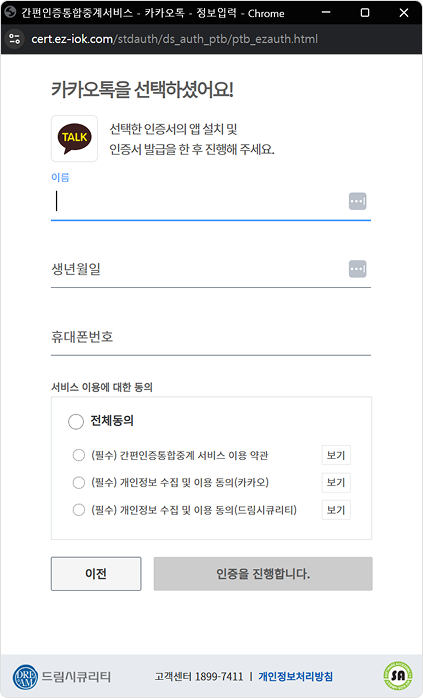 간편인증통합중계서비스 - 카카오톡 - 정보입력 - Chrome
cert.ez-iok.com/stdauth/ds_auth_ptb/ptb_ezauth.html
카카오톡을 선택하셨어요!
TALK
선택한 인증서의 앱 설치 및
인증서 발급을 한 후 진행해 주세요.
이름
생년월일
휴대폰번호
서비스 이용에 대한 동의
전체동의
(필수) 간편인증통합중계 서비스 이용 약관 보기
(필수) 개인정보 수집 및 이용 동의(카카오) 보기
(필수) 개인정보 수집 및 이용 동의(드림시큐리티) 보기
이전 인증을 진행합니다.
DREAM 드림시큐리티 고객센터 1899-7411 | 개인정보처리방침 SA